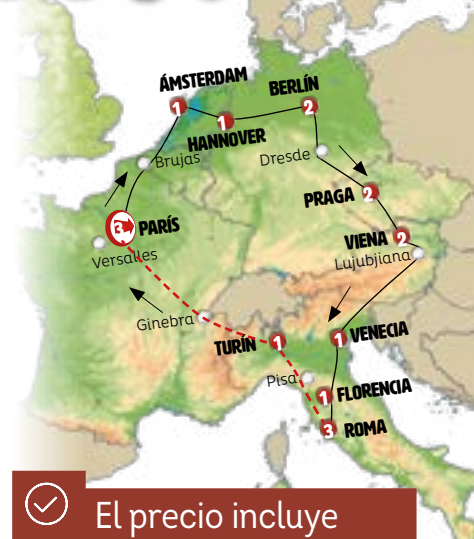 ÁMSTERDAM
1
BERLÍN
2
1
HANNOVER
Brujas
Dresde
PRAGA 2
3 PARÍS
Versalles
VIENA 2
Lujubjiana
Ginebra
TURÍN 1
1 VENECIA
Pisa
1 FLORENCIA
3 ROMA
El precio incluye